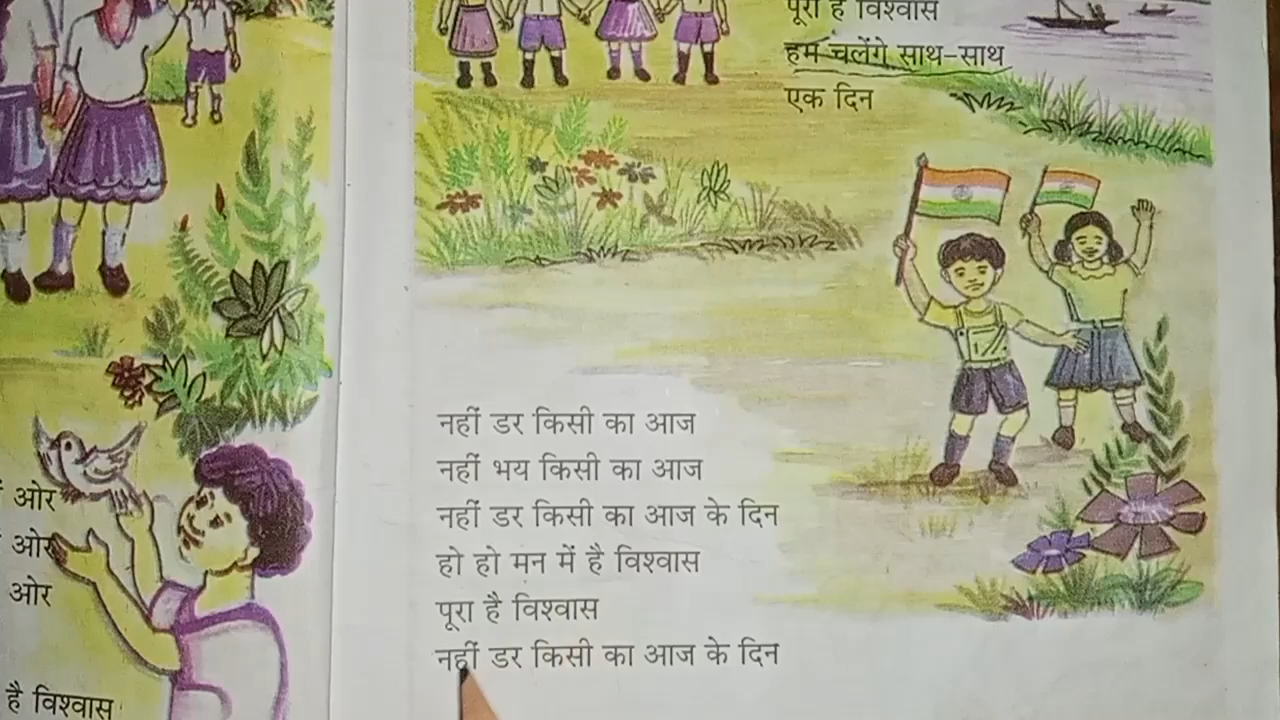 ओर
ओर
ओर
है विश्वास
पूरा है विश्वास
हम चलेंगे साथ-साथ
एक दिन
नहीं डर किसी का आज
नहीं भय किसी का आज
नहीं डर किसी का आज के दिन
हो हो मन में है विश्वास
पूरा है विश्वास
नहीं डर किसी का आज के दिन